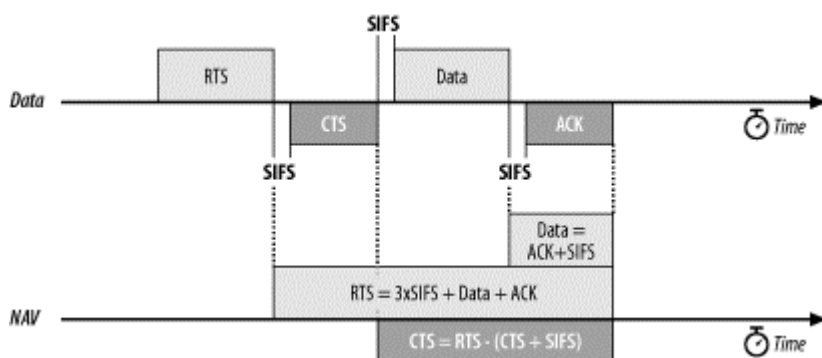 SIFS
RTS
Data
Data
CTS
ACK
Time
SIFS
SIFS
Data =
ACK+SIFS
RTS = 3xSIFS + Data + ACK
NAV
CTS = RTS - (CTS + SIFS)
Time